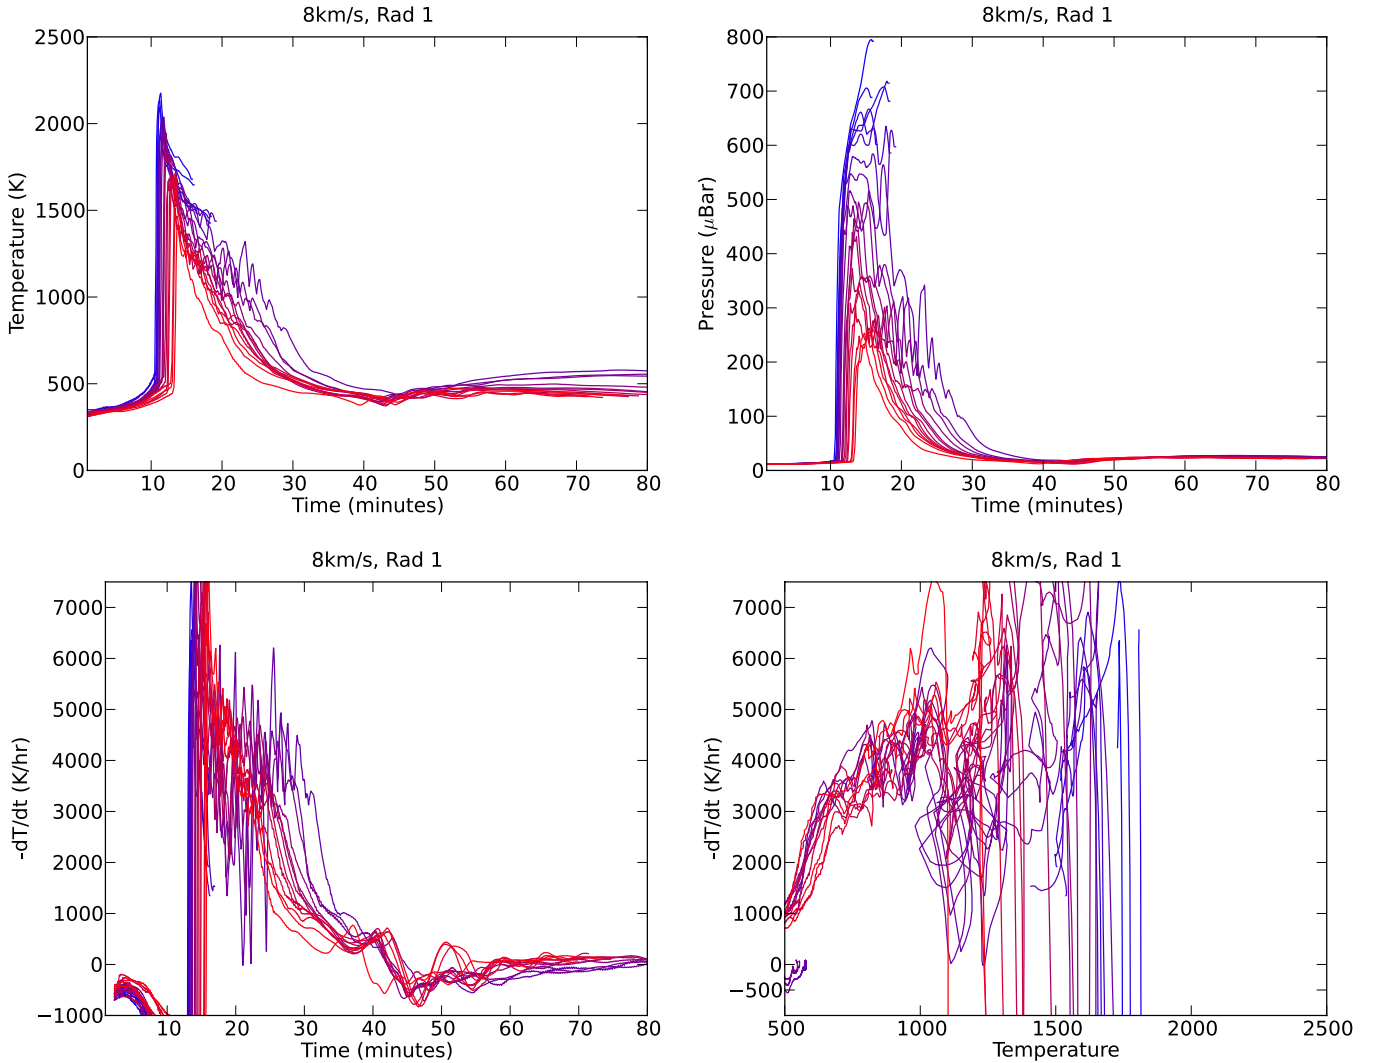 8km/s, Rad 1
2500
2000
1500
1000
500
0
Temperature (K)
10 20 30 40 50 60 70 80
Time (minutes)
8km/s, Rad 1
800
700
600
500
400
300
200
100
0
Pressure (μBar)
10 20 30 40 50 60 70 80
Time (minutes)
8km/s, Rad 1
7000
6000
5000
4000
3000
2000
1000
0
−1000
-dT/dt (K/hr)
10 20 30 40 50 60 70 80
Time (minutes)
8km/s, Rad 1
7000
6000
5000
4000
3000
2000
1000
0
−500
-dT/dt (K/hr)
500 1000 1500 2000 2500
Temperature